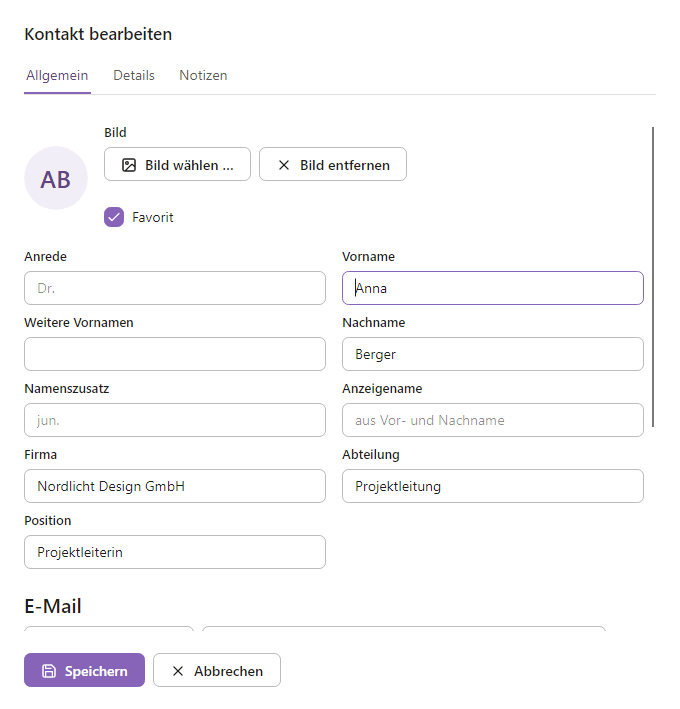 Kontakt bearbeiten
Allgemein Details Notizen
Bild
AB
Bild wählen ... Bild entfernen
Favorit
Anrede Vorname
Dr. Anna
Weitere Vornamen Nachname
Berger
Namenszusatz Anzeigename
jun. aus Vor- und Nachname
Firma Abteilung
Nordlicht Design GmbH Projektleitung
Position
Projektleiterin
E-Mail
Speichern Abbrechen